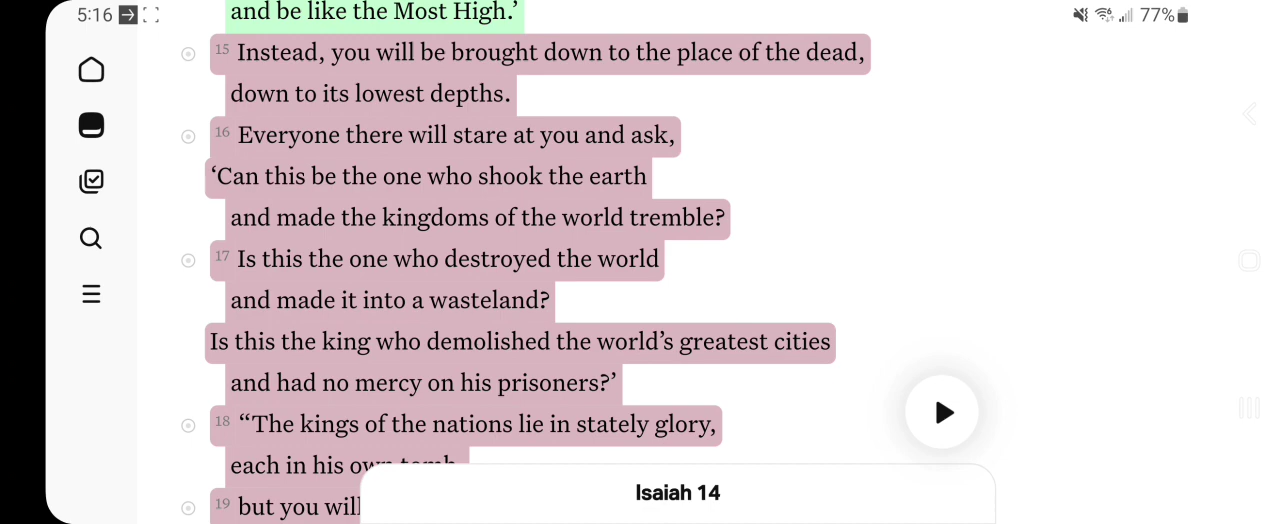 5:16
77%
and be like the Most High.’
15 Instead, you will be brought down to the place of the dead,
down to its lowest depths.
16 Everyone there will stare at you and ask,
‘Can this be the one who shook the earth
and made the kingdoms of the world tremble?
17 Is this the one who destroyed the world
and made it into a wasteland?
Is this the king who demolished the world’s greatest cities
and had no mercy on his prisoners?’
18 “The kings of the nations lie in stately glory,
each in his own tomb,
19 but you will
Isaiah 14